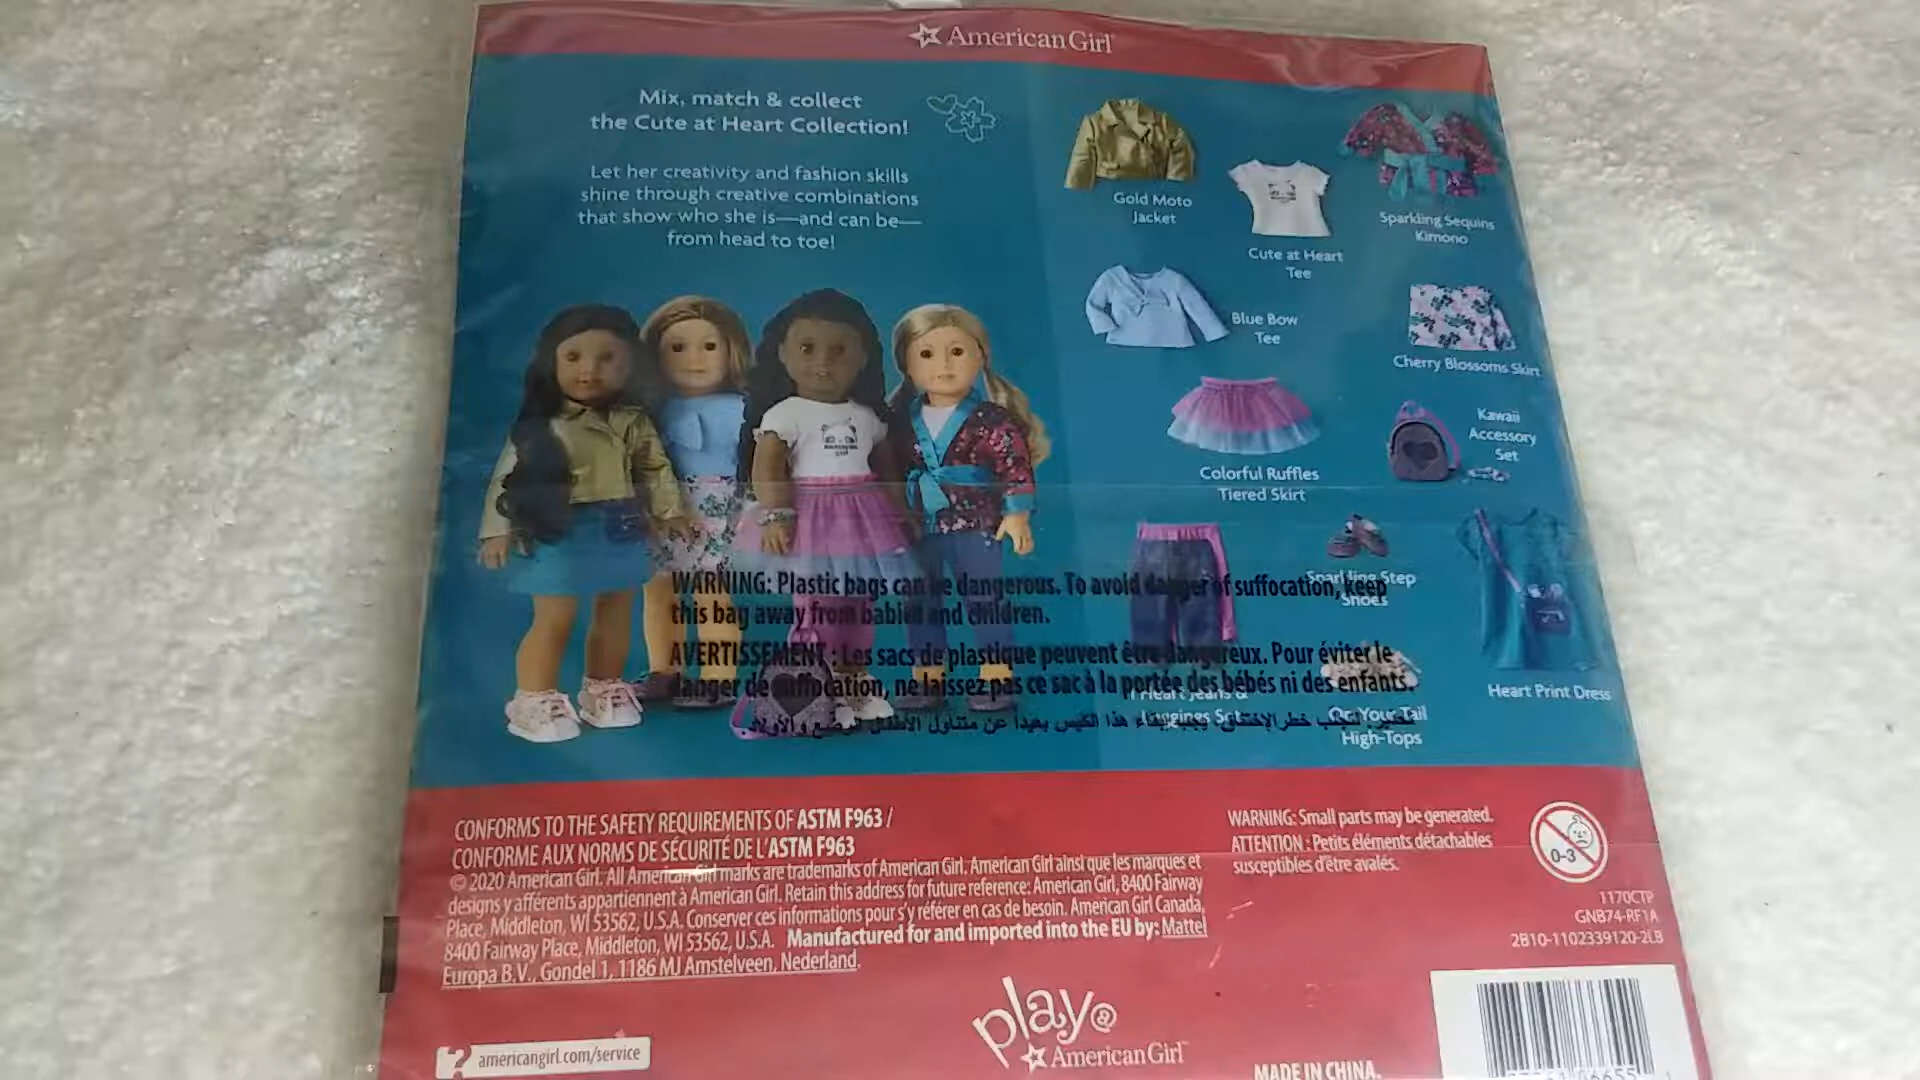 American Girl
Mix, match & collect
the Cute at Heart Collection!
Let her creativity and fashion skills
shine through creative combinations
that show who she is—and can be—
from head to toe!
Gold Moto
Jacket
Cute at Heart
Tee
Sparkling Sequins
Kimono
Blue Bow
Tee
Cherry Blossoms Skirt
Colorful Ruffles
Tiered Skirt
Kawaii
Accessory
Set
Sparkling Step
Shoes
Heart Print Dress
On Your Tail
High-Tops
WARNING: Plastic bags can be dangerous. To avoid danger of suffocation, keep
this bag away from babies and children.
AVERTISSEMENT : Les sacs de plastique peuvent être dangereux. Pour éviter le
danger de suffocation, ne laissez pas ce sac à la portée des bébés ni des enfants.
CONFORMS TO THE SAFETY REQUIREMENTS OF ASTM F963 /
CONFORME AUX NORMS DE SÉCURITÉ DE L'ASTM F963
© 2020 American Girl. All American Girl marks are trademarks of American Girl. American Girl ainsi que les marques et
designs y afférents appartiennent à American Girl. Retain this address for future reference: American Girl, 8400 Fairway
Place, Middleton, WI 53562, U.S.A. Conserver ces informations pour s'y référer en cas de besoin. American Girl Canada,
8400 Fairway Place, Middleton, WI 53562, U.S.A. Manufactured for and imported into the EU by: Mattel
Europa B.V., Gondel 1, 1186 MJ Amstelveen, Nederland.
WARNING: Small parts may be generated.
ATTENTION : Petits éléments détachables
susceptibles d'être avalés.
0-3
1170CTP
GNB74-RF1A
2B10-1102339120-2LB
? americangirl.com/service
play@
American Girl™
MADE IN CHINA.